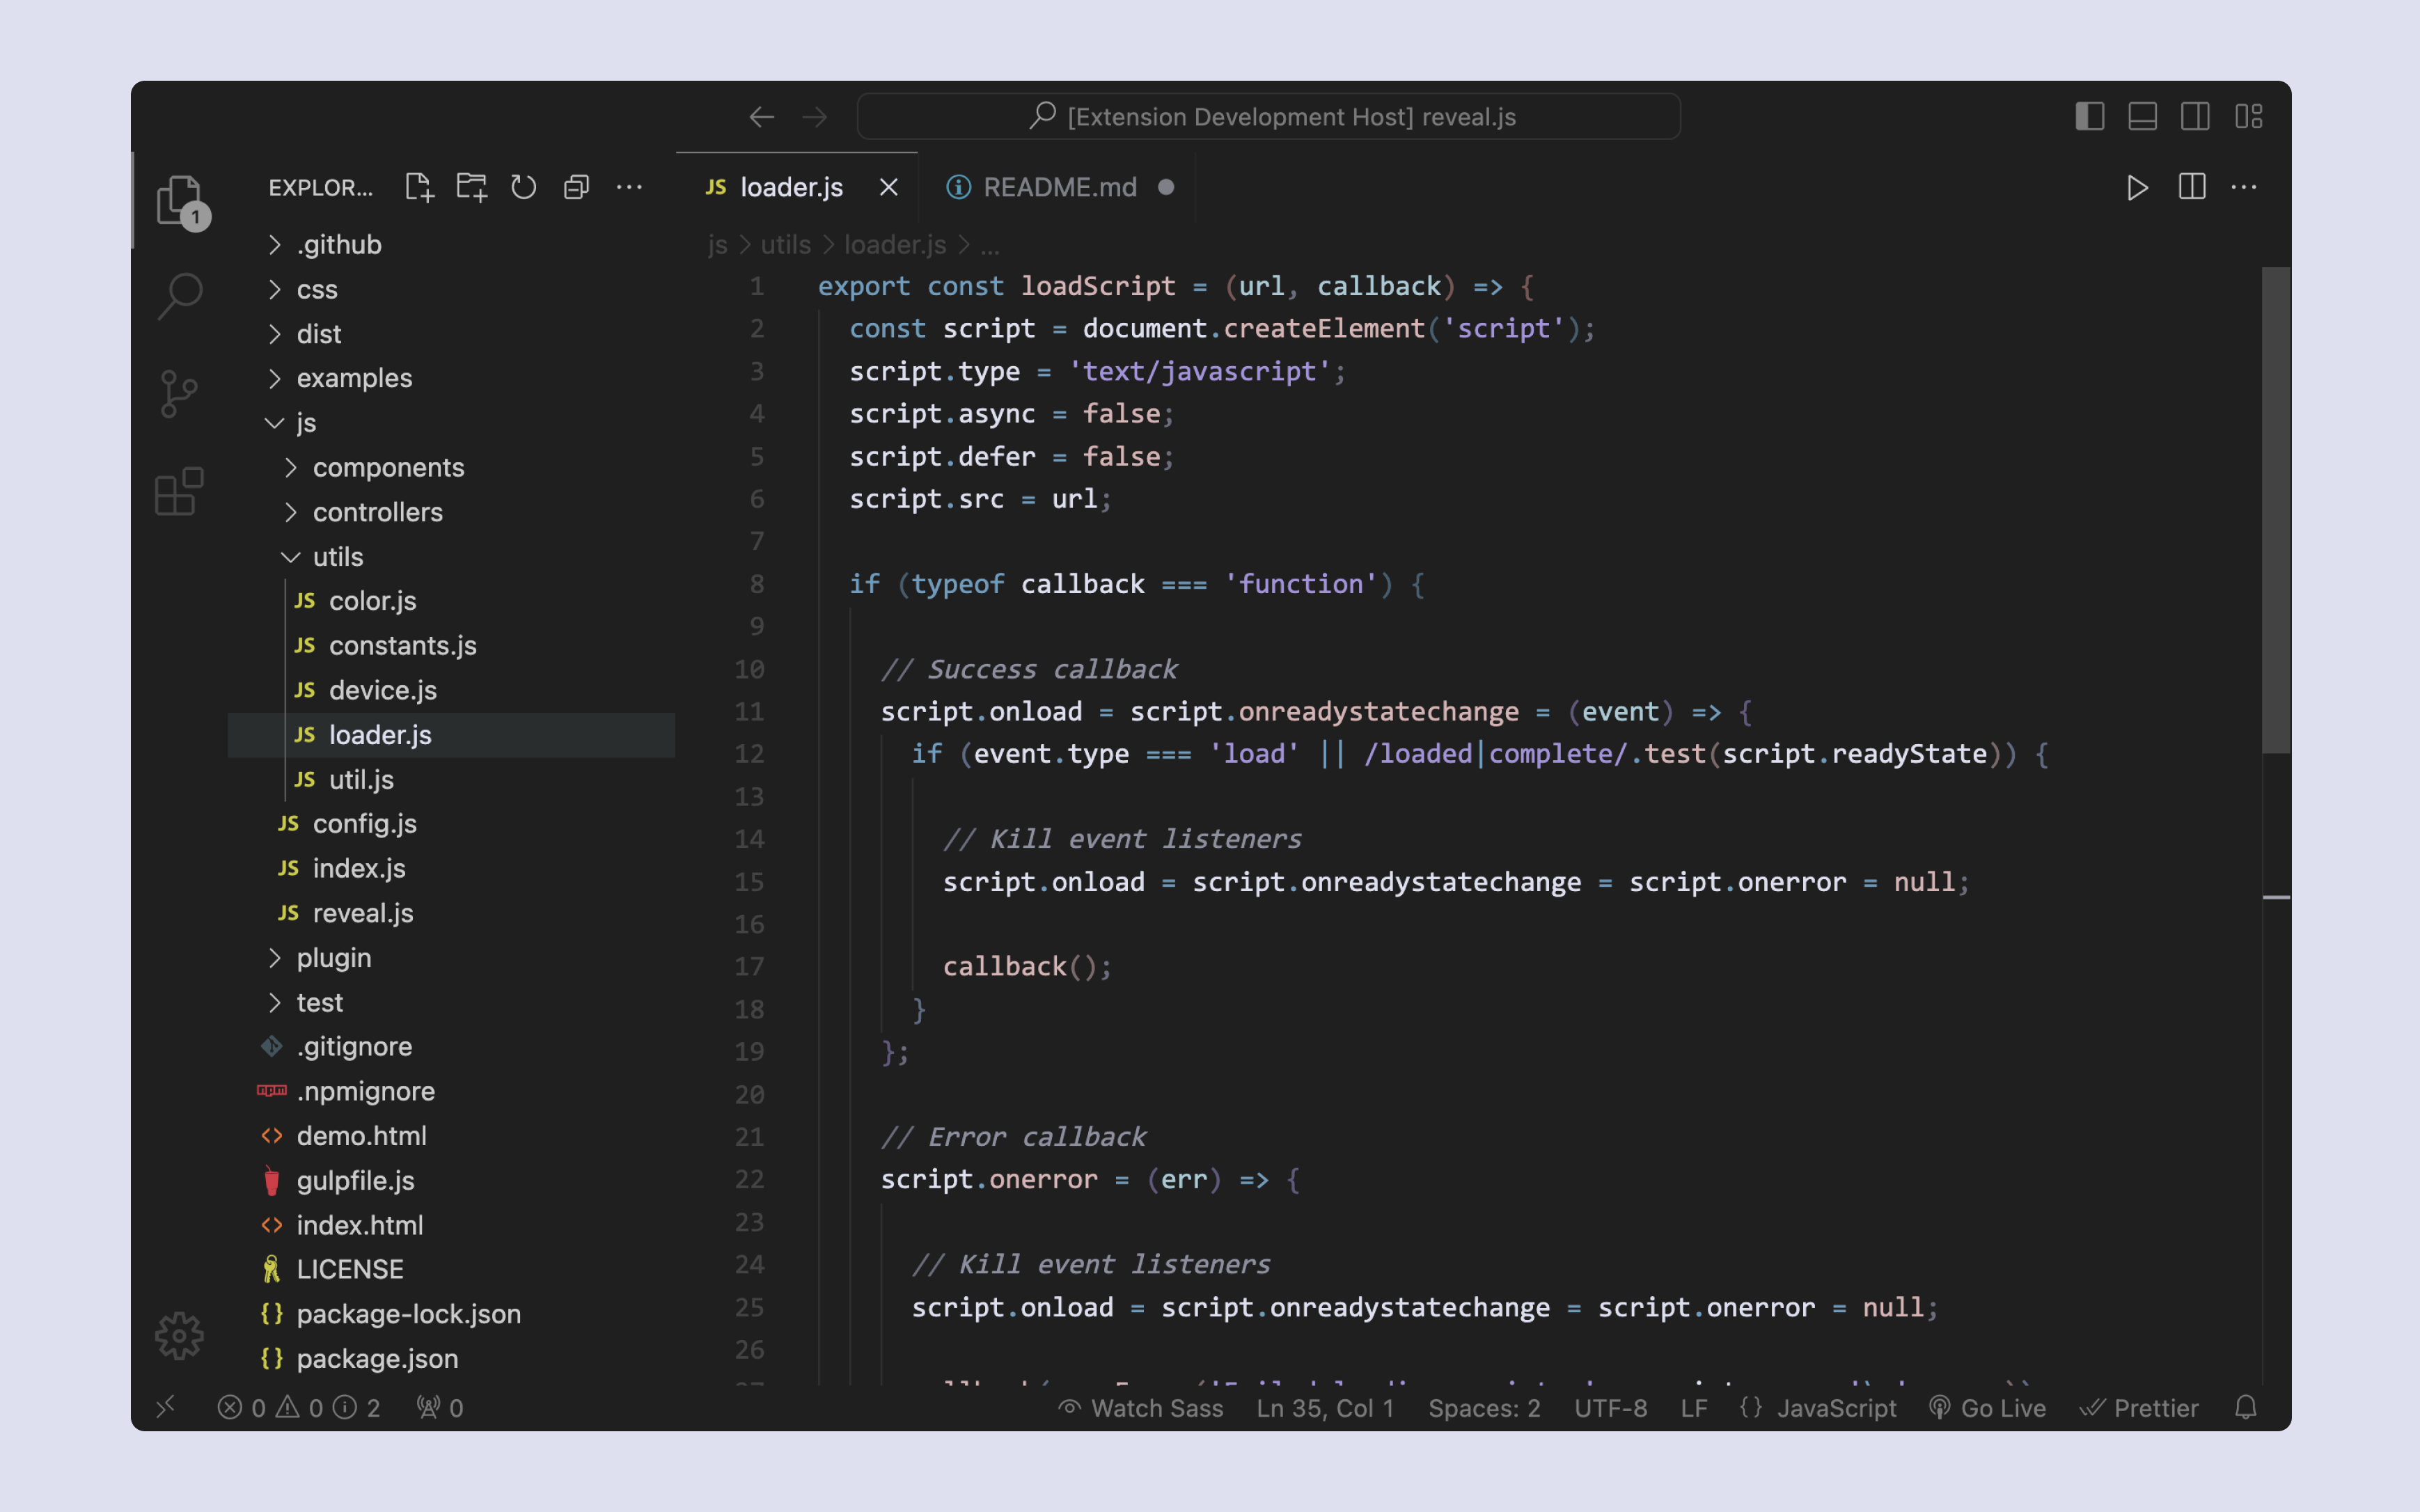 [Extension Development Host] reveal.js
1
EXPLOR...
.github
css
dist
examples
js
components
controllers
utils
JS color.js
JS constants.js
JS device.js
JS loader.js
JS util.js
JS config.js
JS index.js
JS reveal.js
plugin
test
.gitignore
npm .npmignore
<> demo.html
gulpfile.js
<> index.html
LICENSE
{} package-lock.json
{} package.json
JS loader.js
README.md
js > utils > loader.js > ...
1 export const loadScript = (url, callback) => {
2 const script = document.createElement('script');
3 script.type = 'text/javascript';
4 script.async = false;
5 script.defer = false;
6 script.src = url;
7
8 if (typeof callback === 'function') {
9
10 // Success callback
11 script.onload = script.onreadystatechange = (event) => {
12 if (event.type === 'load' || /loaded|complete/.test(script.readyState)) {
13
14 // Kill event listeners
15 script.onload = script.onreadystatechange = script.onerror = null;
16
17 callback();
18 }
19 };
20
21 // Error callback
22 script.onerror = (err) => {
23
24 // Kill event listeners
25 script.onload = script.onreadystatechange = script.onerror = null;
26
0 0 2 0
Watch Sass Ln 35, Col 1 Spaces: 2 UTF-8 LF {} JavaScript Go Live Prettier